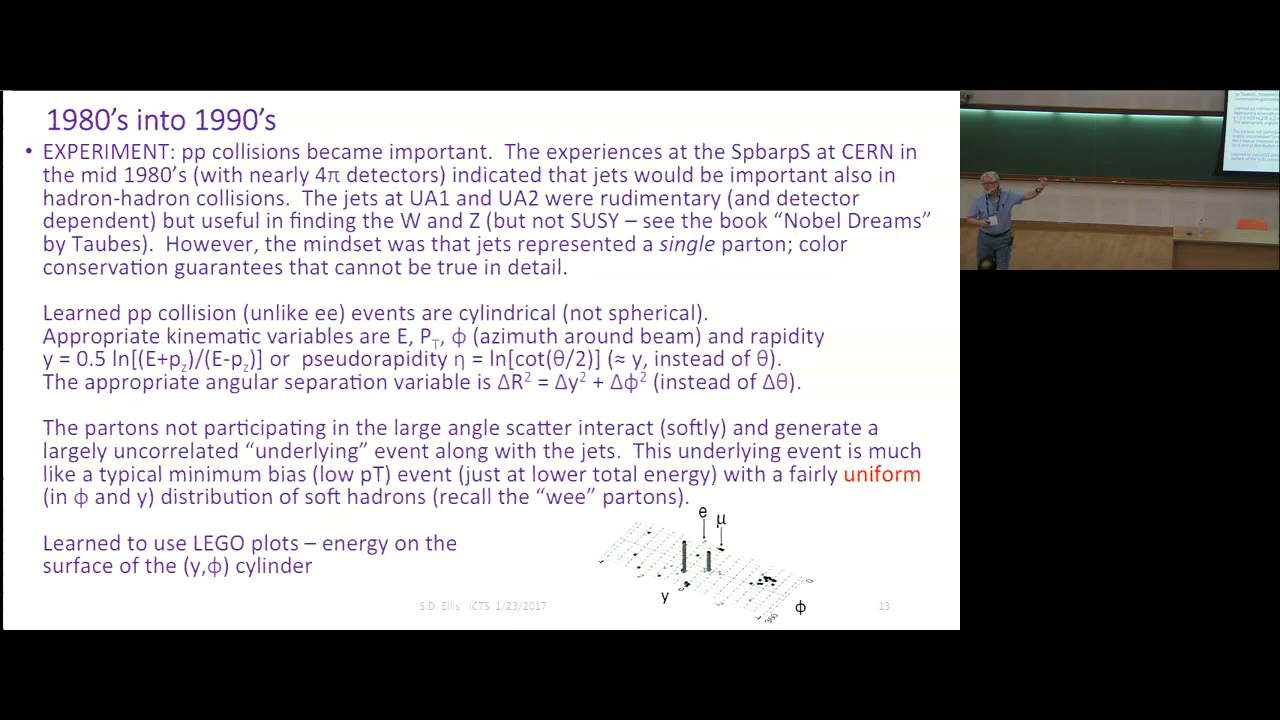 1980's into 1990's
• EXPERIMENT: pp collisions became important. The experiences at the SpbarpS at CERN in
the mid 1980's (with nearly 4π detectors) indicated that jets would be important also in
hadron-hadron collisions. The jets at UA1 and UA2 were rudimentary (and detector
dependent) but useful in finding the W and Z (but not SUSY – see the book “Nobel Dreams”
by Taubes). However, the mindset was that jets represented a single parton; color
conservation guarantees that cannot be true in detail.
Learned pp collision (unlike ee) events are cylindrical (not spherical).
Appropriate kinematic variables are E, P_T, ϕ (azimuth around beam) and rapidity
y = 0.5 ln[(E+p_z)/(E-p_z)] or pseudorapidity η = ln[cot(θ/2)] (≈ y, instead of θ).
The appropriate angular separation variable is ΔR² = Δy² + Δϕ² (instead of Δθ).
The partons not participating in the large angle scatter interact (softly) and generate a
largely uncorrelated “underlying” event along with the jets. This underlying event is much
like a typical minimum bias (low pT) event (just at lower total energy) with a fairly uniform
(in ϕ and y) distribution of soft hadrons (recall the “wee” partons).
Learned to use LEGO plots – energy on the
surface of the (y,ϕ) cylinder
e
μ
y
ϕ
0
360
S.D. Ellis ICTS 1/23/2017
13